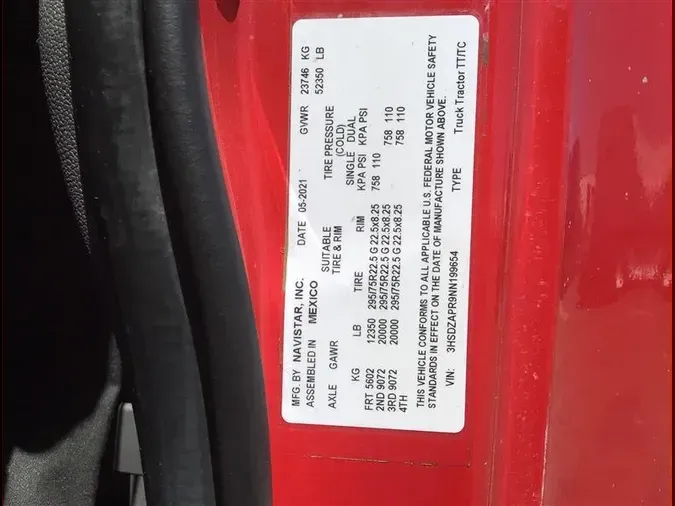 MFG. BY NAVISTAR, INC. DATE 05-2021 GVWR 23746 KG
ASSEMBLED IN MEXICO 52350 LB
SUITABLE TIRE PRESSURE
AXLE GAWR TIRE & RIM (COLD)
SINGLE DUAL
KG LB TIRE RIM KPA PSI KPA PSI
FRT 5602 12350 295/75R22.5 G 22.5x8.25 758 110
2ND 9072 20000 295/75R22.5 G 22.5x8.25 758 110
3RD 9072 20000 295/75R22.5 G 22.5x8.25 758 110
4TH
THIS VEHICLE CONFORMS TO ALL APPLICABLE U.S. FEDERAL MOTOR VEHICLE SAFETY
STANDARDS IN EFFECT ON THE DATE OF MANUFACTURE SHOWN ABOVE.
VIN: 3HSDZAPR9NN199654 TYPE Truck Tractor TT/TC